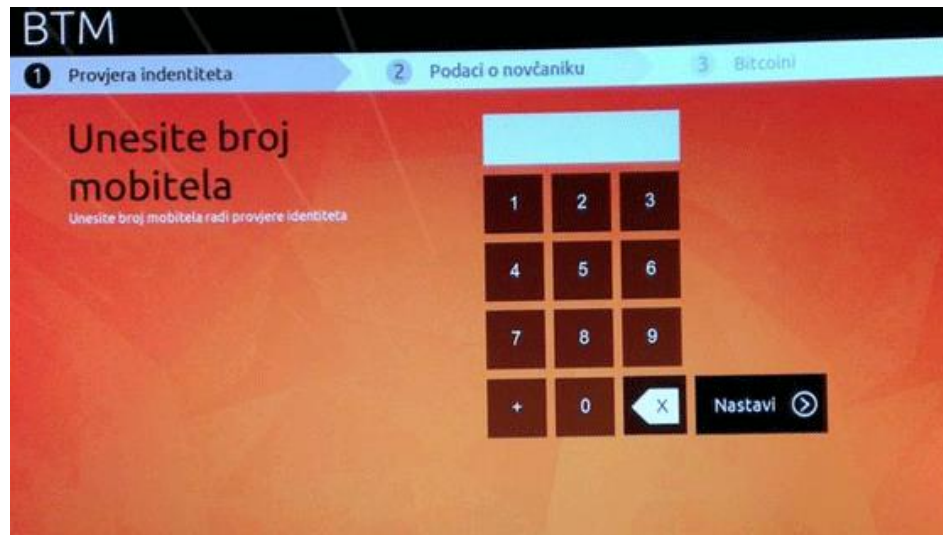 BTM
1 Provjera indentiteta
2 Podaci o novčaniku
3 Bitcoini
Unesite broj
mobitela
Unesite broj mobitela radi provjere identiteta
1 2 3
4 5 6
7 8 9
+ 0 X
Nastavi